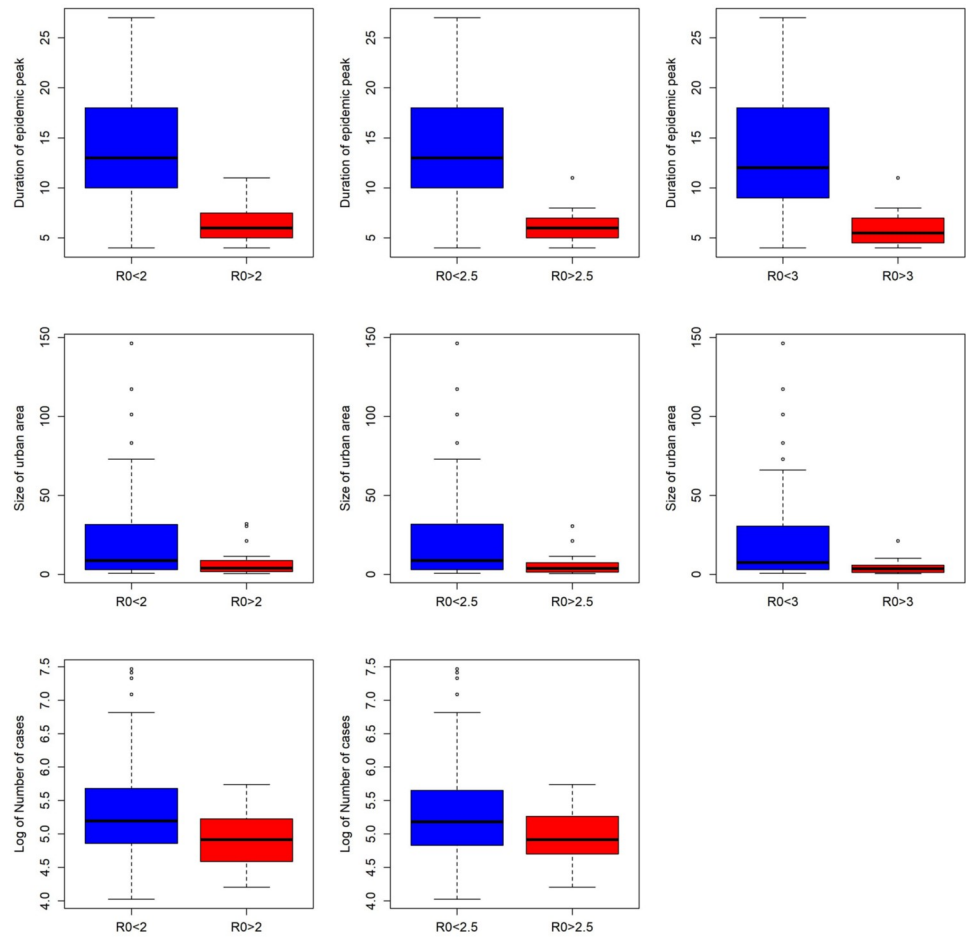 Duration of epidemic peak
25
20
15
10
5
R0<2
R0>2
Duration of epidemic peak
25
20
15
10
5
R0<2.5
R0>2.5
Duration of epidemic peak
25
20
15
10
5
R0<3
R0>3
Size of urban area
150
100
50
0
R0<2
R0>2
Size of urban area
150
100
50
0
R0<2.5
R0>2.5
Size of urban area
150
100
50
0
R0<3
R0>3
Log of Number of cases
7.5
7.0
6.5
6.0
5.5
5.0
4.5
4.0
R0<2
R0>2
Log of Number of cases
7.5
7.0
6.5
6.0
5.5
5.0
4.5
4.0
R0<2.5
R0>2.5